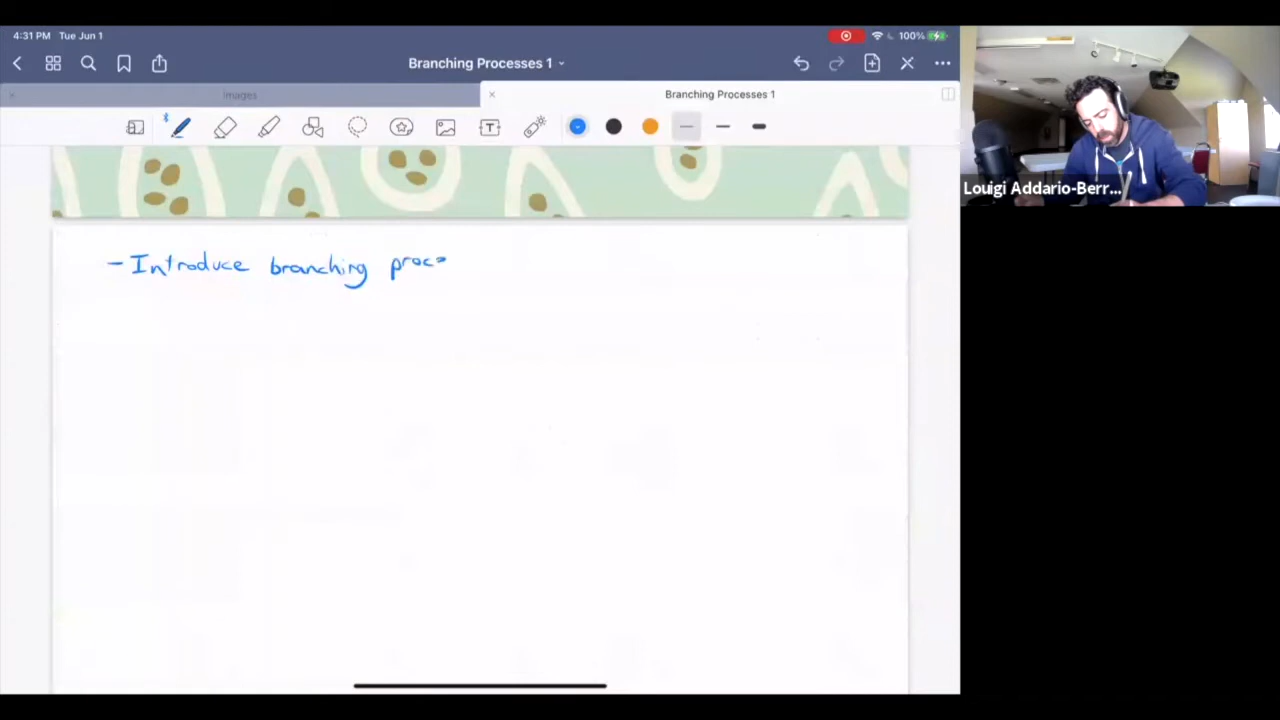 4:31 PM Tue Jun 1
100%
Branching Processes 1
Images
Branching Processes 1
T
- Introduce branching proce
Louigi Addario-Berr...